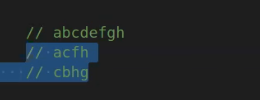 // abcdefgh
// acfh
// cbhg